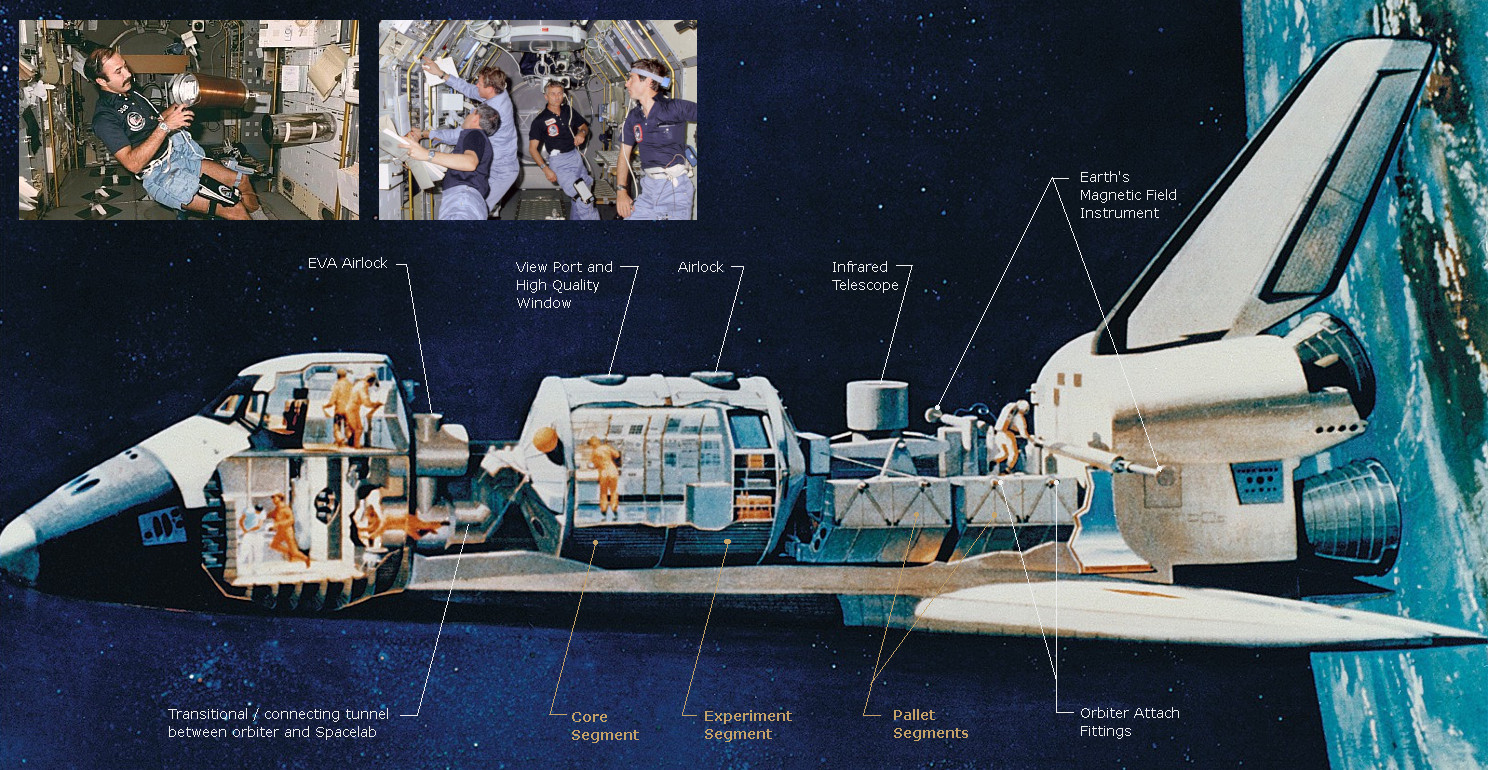 Earth's
Magnetic Field
Instrument
EVA Airlock
View Port and
High Quality
Window
Airlock
Infrared
Telescope
Transitional / connecting tunnel
between orbiter and Spacelab
Core
Segment
Experiment
Segment
Pallet
Segments
Orbiter Attach
Fittings